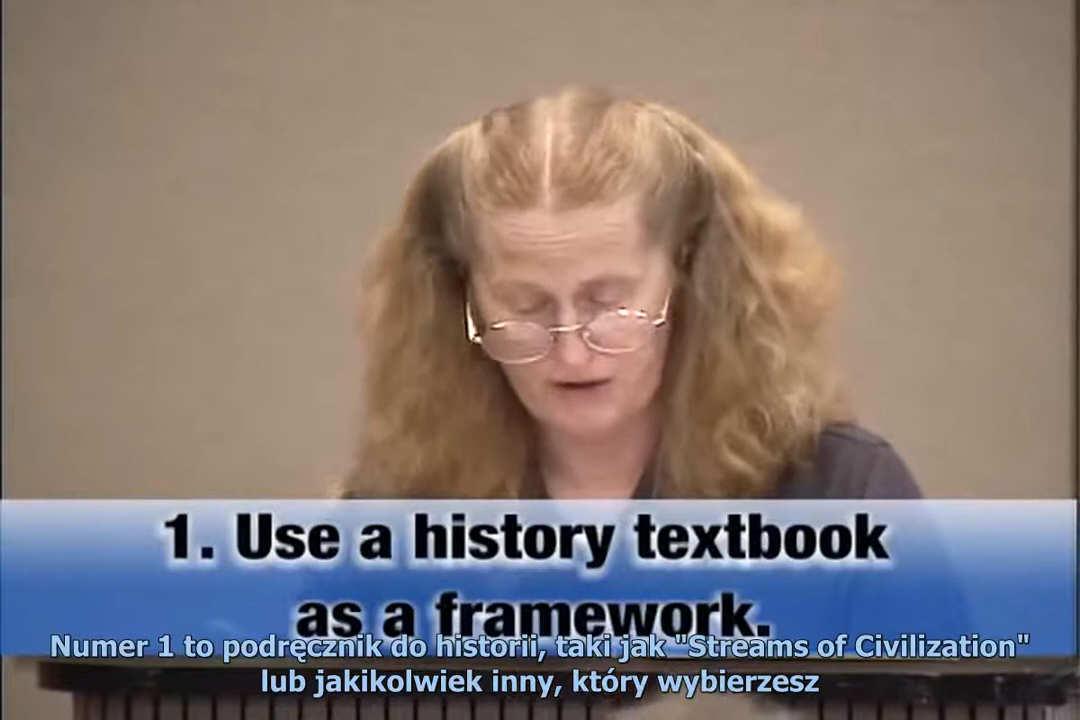 1. Use a history textbook
as a framework.
Numer 1 to podręcznik do historii, taki jak "Streams of Civilization"
lub jakikolwiek inny, który wybierzesz